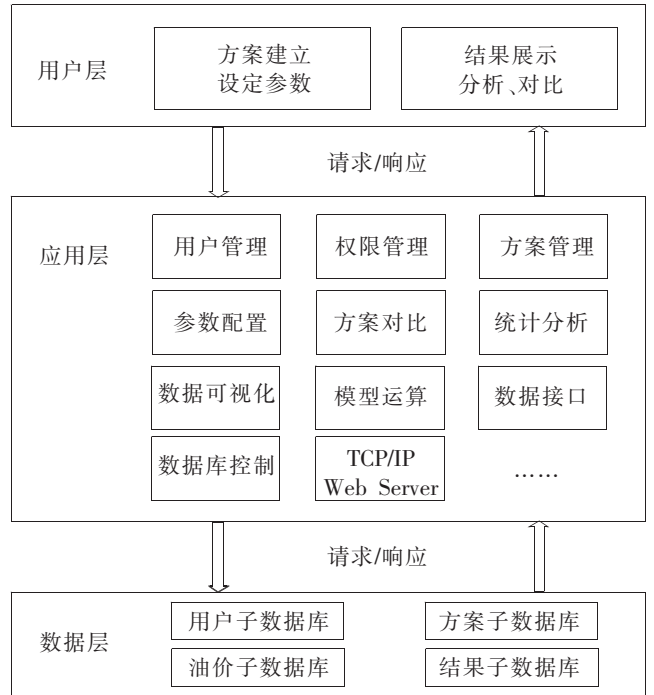 用户层
方案建立
设定参数
结果展示
分析、对比
请求/响应
应用层
用户管理
权限管理
方案管理
参数配置
方案对比
统计分析
数据可视化
模型运算
数据接口
数据库控制
TCP/IP
Web Server
……
请求/响应
数据层
用户子数据库
方案子数据库
油价子数据库
结果子数据库